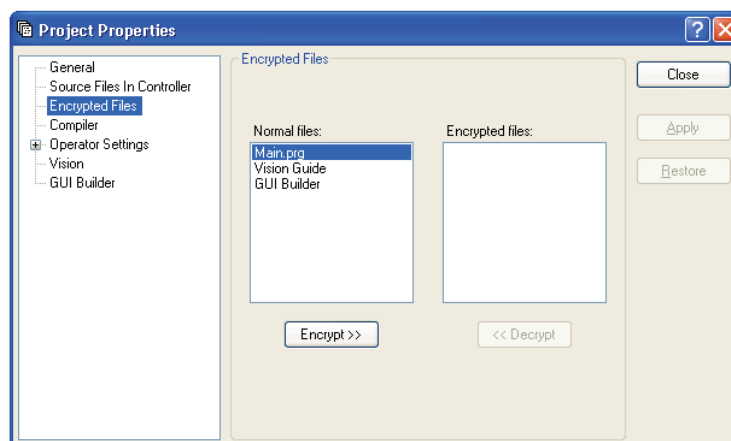 Project Properties
General
Source Files In Controller
Encrypted Files
Compiler
Operator Settings
Vision
GUI Builder
Encrypted Files
Normal files:
Main.prg
Vision Guide
GUI Builder
Encrypt >>
Encrypted files:
<< Decrypt
Close
Apply
Restore